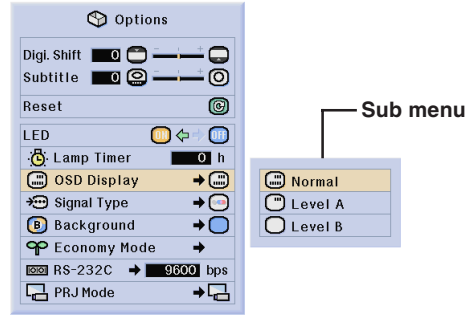 Options
Digi. Shift 0
Subtitle 0
Reset
LED ON OFF
Lamp Timer 0 h
OSD Display
Signal Type
B Background
Economy Mode
RS-232C 9600 bps
PRJ Mode
Sub menu
Normal
Level A
Level B